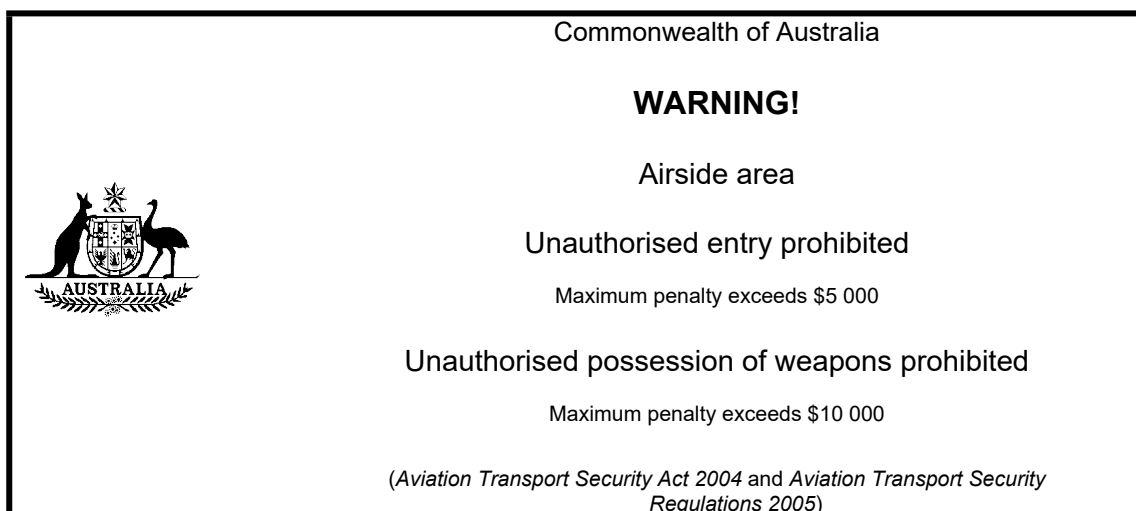 Commonwealth of Australia
WARNING!
Airside area
Unauthorised entry prohibited
Maximum penalty exceeds $5 000
AUSTRALIA
Unauthorised possession of weapons prohibited
Maximum penalty exceeds $10 000
(Aviation Transport Security Act 2004 and Aviation Transport Security
Regulations 2005)